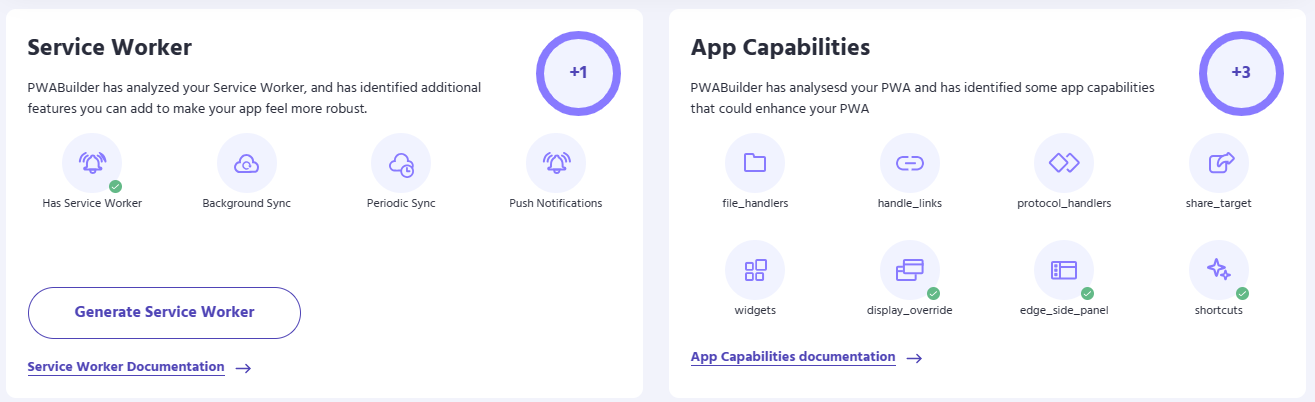 Service Worker
+1
PWABuilder has analyzed your Service Worker, and has identified additional
features you can add to make your app feel more robust.
Has Service Worker
Background Sync
Periodic Sync
Push Notifications
Generate Service Worker
Service Worker Documentation
App Capabilities
+3
PWABuilder has analysesd your PWA and has identified some app capabilities
that could enhance your PWA
file_handlers
handle_links
protocol_handlers
share_target
widgets
display_override
edge_side_panel
shortcuts
App Capabilities documentation